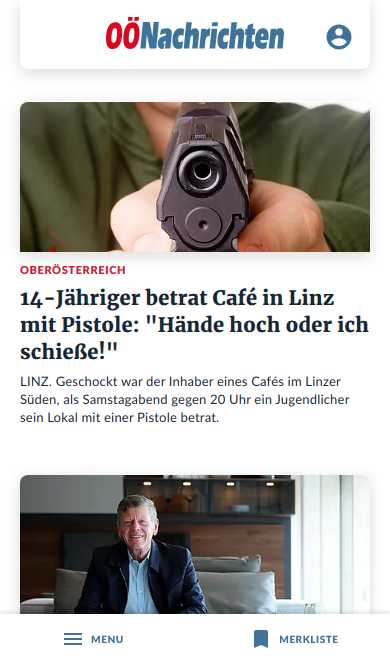 OÖNachrichten
OBERÖSTERREICH
14-Jähriger betrat Café in Linz
mit Pistole: "Hände hoch oder ich
schieße!"
LINZ. Geschockt war der Inhaber eines Cafés im Linzer
Süden, als Samstagabend gegen 20 Uhr ein Jugendlicher
sein Lokal mit einer Pistole betrat.
MENU
MERKLISTE